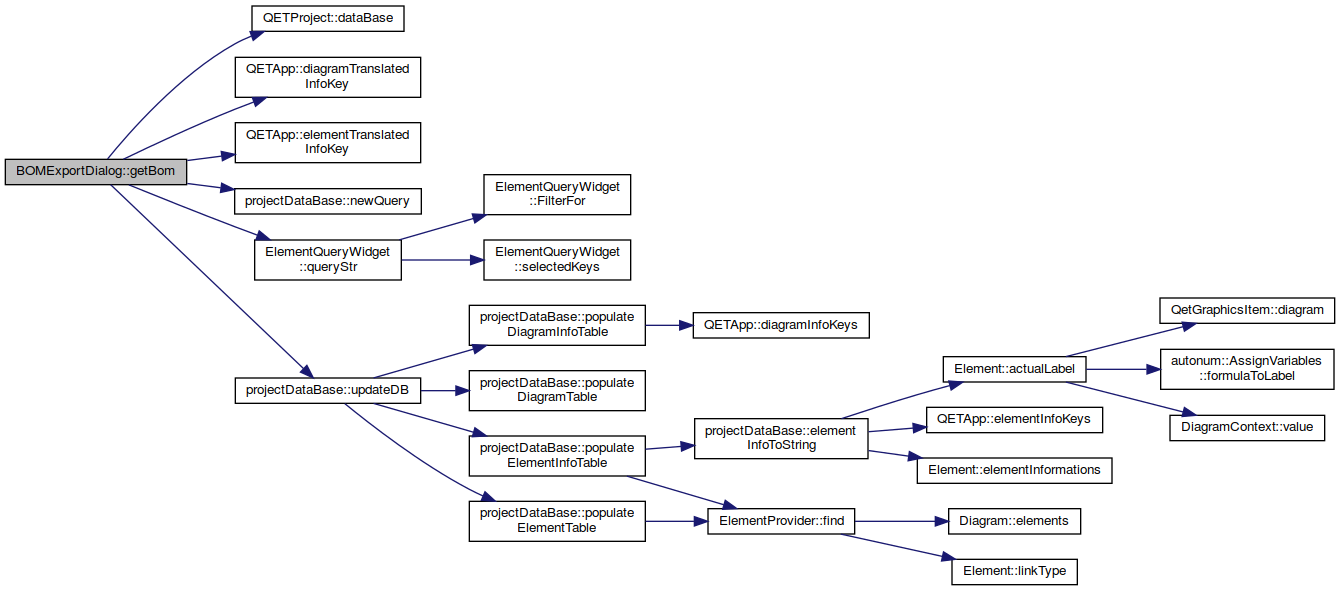 BOMExportDialog::getBom
QETProject::dataBase
QETApp::diagramTranslated
InfoKey
QETApp::elementTranslated
InfoKey
projectDataBase::newQuery
ElementQueryWidget
::queryStr
ElementQueryWidget
::FilterFor
ElementQueryWidget
::selectedKeys
projectDataBase::updateDB
projectDataBase::populate
DiagramInfoTable
QETApp::diagramInfoKeys
projectDataBase::populate
DiagramTable
projectDataBase::populate
ElementInfoTable
projectDataBase::element
InfoToString
Element::actualLabel
QetGraphicsItem::diagram
autonum::AssignVariables
::formulaToLabel
DiagramContext::value
QETApp::elementInfoKeys
Element::elementInformations
projectDataBase::populate
ElementTable
ElementProvider::find
Diagram::elements
Element::linkType